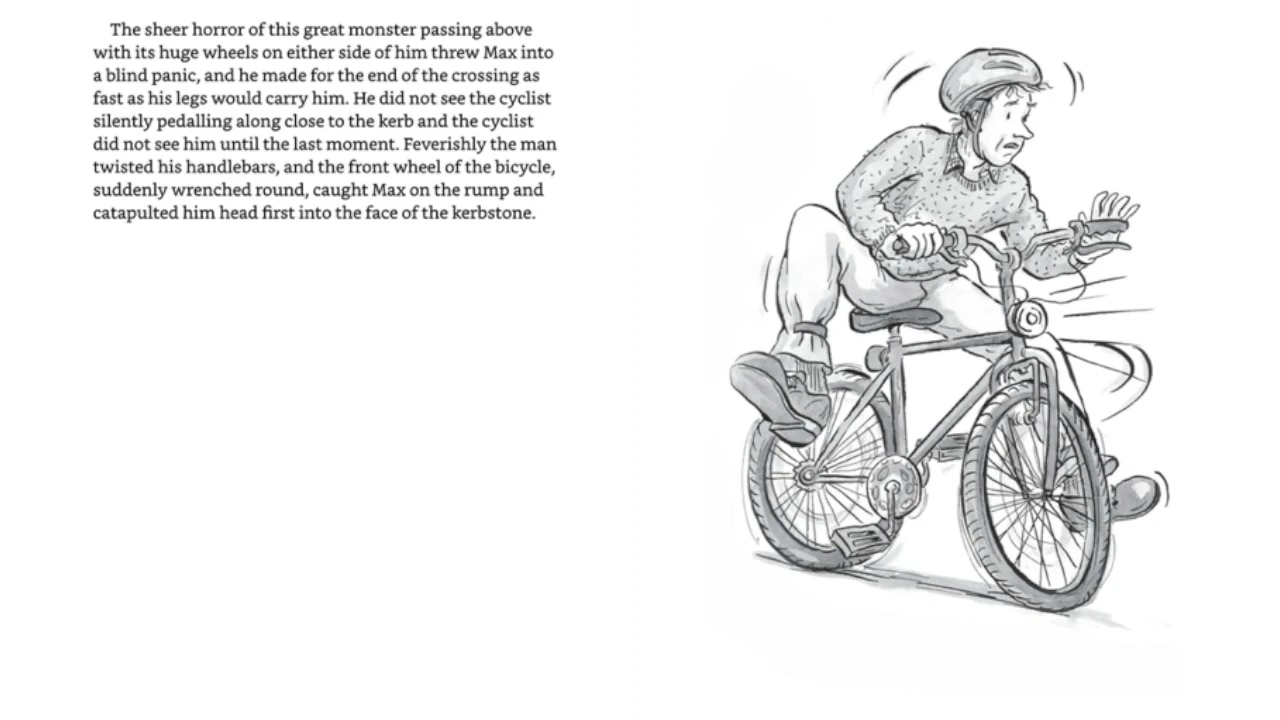 The sheer horror of this great monster passing above
with its huge wheels on either side of him threw Max into
a blind panic, and he made for the end of the crossing as
fast as his legs would carry him. He did not see the cyclist
silently pedalling along close to the kerb and the cyclist
did not see him until the last moment. Feverishly the man
twisted his handlebars, and the front wheel of the bicycle,
suddenly wrenched round, caught Max on the rump and
catapulted him head first into the face of the kerbstone.